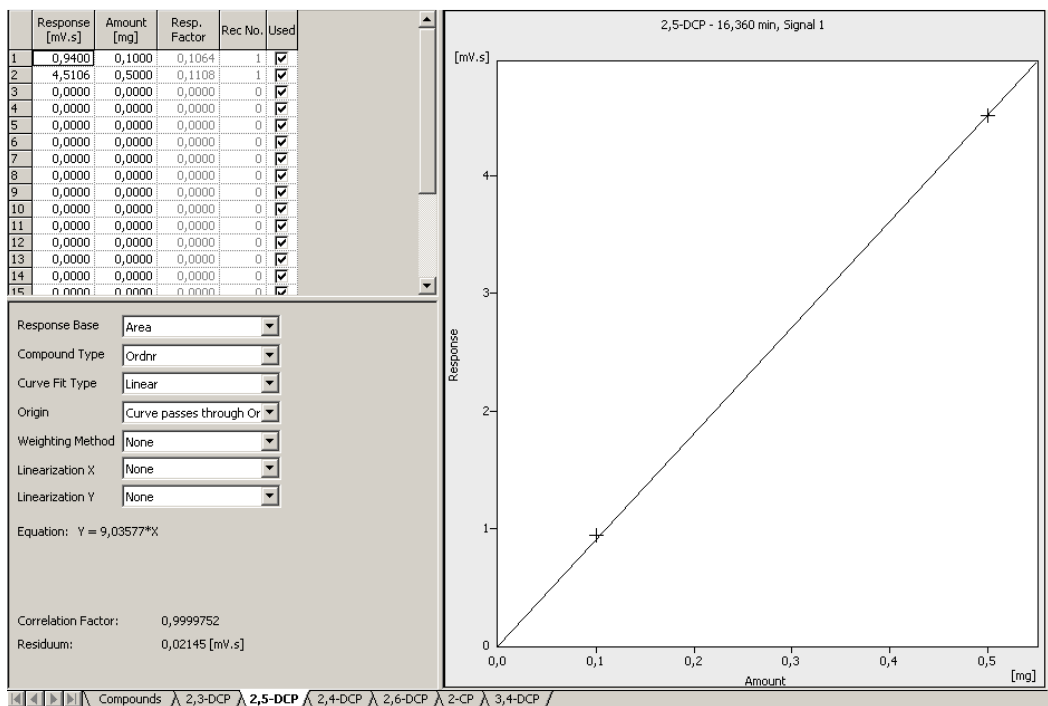 Response [mV.s] Amount [mg] Resp. Factor Rec No. Used
1 0,9400 0,1000 0,1064 1
2 4,5106 0,5000 0,1108 1
3 0,0000 0,0000 0,0000 0
4 0,0000 0,0000 0,0000 0
5 0,0000 0,0000 0,0000 0
6 0,0000 0,0000 0,0000 0
7 0,0000 0,0000 0,0000 0
8 0,0000 0,0000 0,0000 0
9 0,0000 0,0000 0,0000 0
10 0,0000 0,0000 0,0000 0
11 0,0000 0,0000 0,0000 0
12 0,0000 0,0000 0,0000 0
13 0,0000 0,0000 0,0000 0
14 0,0000 0,0000 0,0000 0
15 0,0000 0,0000 0,0000 0
Response Base Area
Compound Type Ordnr
Curve Fit Type Linear
Origin Curve passes through Or
Weighting Method None
Linearization X None
Linearization Y None
Equation: Y = 9,03577*X
Correlation Factor: 0,9999752
Residuum: 0,02145 [mV.s]
2,5-DCP - 16,360 min, Signal 1
[mV.s]
4
3
Response
2
1
0
0,0 0,1 0,2 0,3 0,4 0,5
Amount
[mg]
Compounds 2,3-DCP 2,5-DCP 2,4-DCP 2,6-DCP 2-CP 3,4-DCP